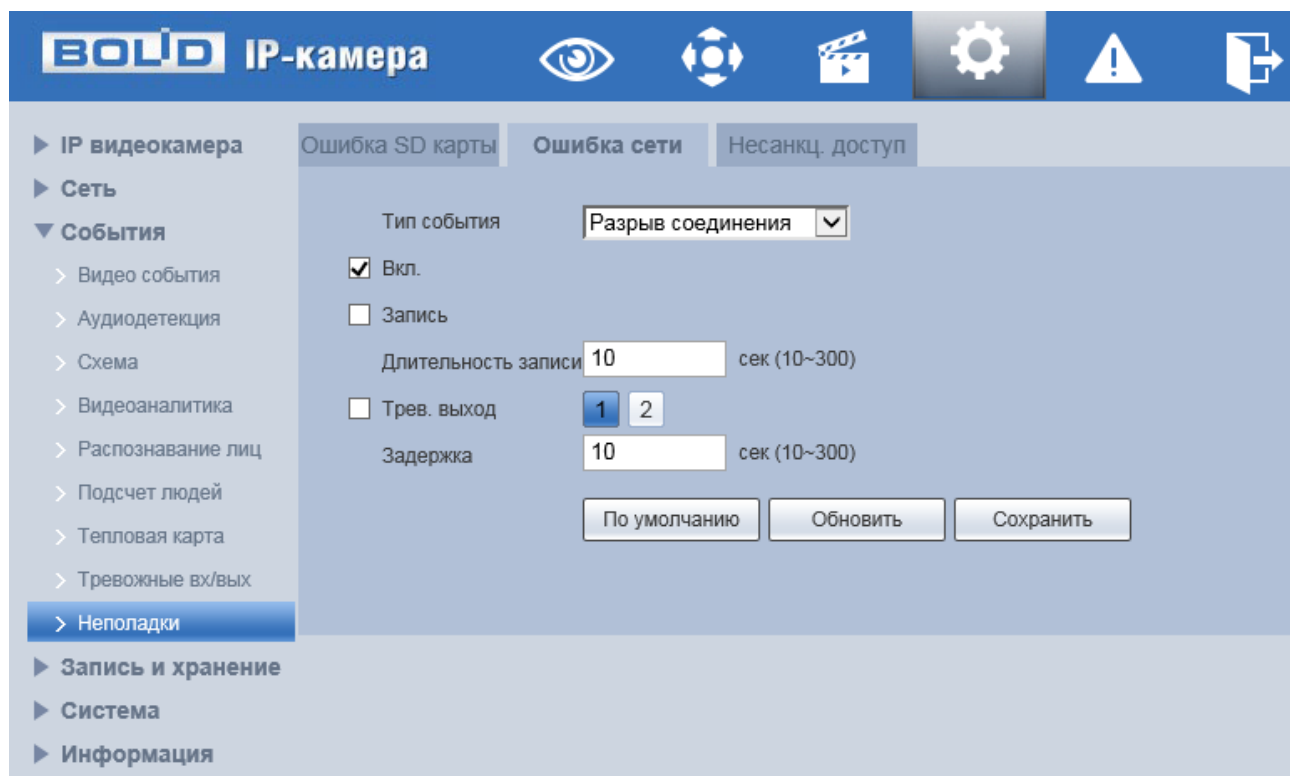 BOLID IP-камера
IP видеокамера
Сеть
События
Видео события
Аудиодетекция
Схема
Видеоаналитика
Распознавание лиц
Подсчет людей
Тепловая карта
Тревожные вх/вых
Неполадки
Запись и хранение
Система
Информация
Ошибка SD карты Ошибка сети Несанкц. доступ
Тип события Разрыв соединения
Вкл.
Запись
Длительность записи 10 сек (10~300)
Трев. выход 1 2
Задержка 10 сек (10~300)
По умолчанию Обновить Сохранить